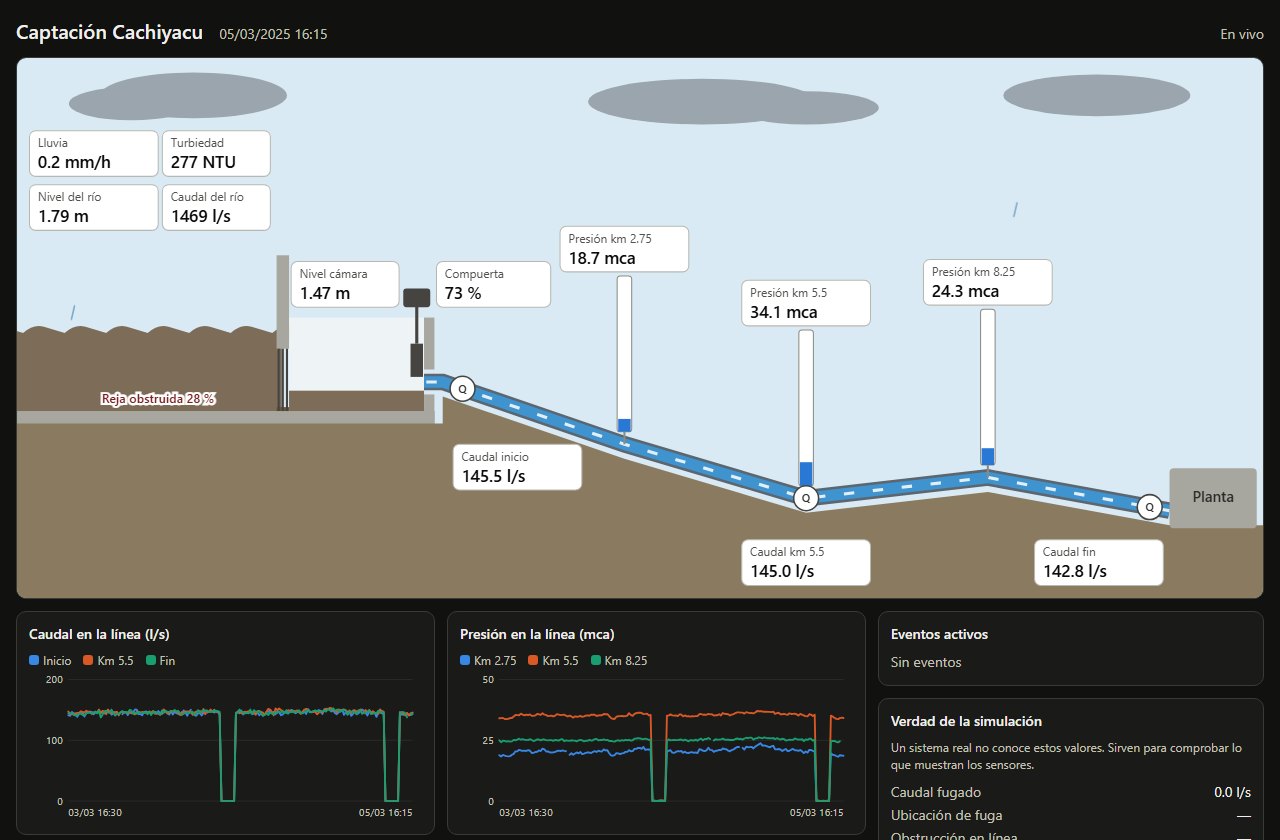 Captación Cachiyacu 05/03/2025 16:15
En vivo
Lluvia
0.2 mm/h
Turbiedad
277 NTU
Nivel del río
1.79 m
Caudal del río
1469 l/s
Nivel cámara
1.47 m
Compuerta
73 %
Presión km 2.75
18.7 mca
Presión km 5.5
34.1 mca
Presión km 8.25
24.3 mca
Reja obstruida 28 %
Q
Caudal inicio
145.5 l/s
Q
Caudal km 5.5
145.0 l/s
Q
Caudal fin
142.8 l/s
Planta
Caudal en la línea (l/s)
Inicio Km 5.5 Fin
200
100
0
03/03 16:30 05/03 16:15
Presión en la línea (mca)
Km 2.75 Km 5.5 Km 8.25
50
25
0
03/03 16:30 05/03 16:15
Eventos activos
Sin eventos
Verdad de la simulación
Un sistema real no conoce estos valores. Sirven para comprobar lo
que muestran los sensores.
Caudal fugado 0.0 l/s
Ubicación de fuga —
Obstrucción en línea —